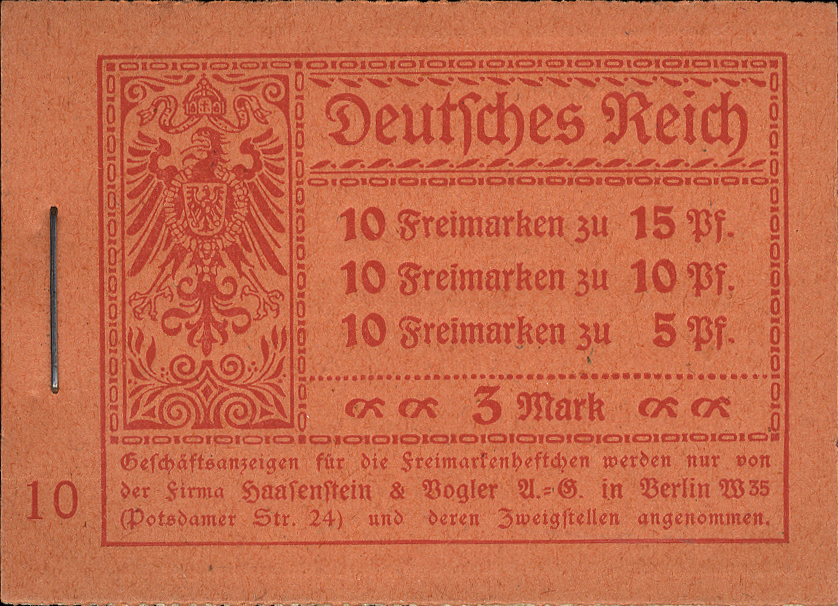 Deutſches Reich
10 Freimarken zu 15 Pf.
10 Freimarken zu 10 Pf.
10 Freimarken zu 5 Pf.
3 Mark
Geſchäftsanzeigen für die Freimarkenheftchen werden nur von
der Firma Haaſenſtein & Vogler A.=G. in Berlin W 35
(Potsdamer Str. 24) und deren Zweigſtellen angenommen.
10